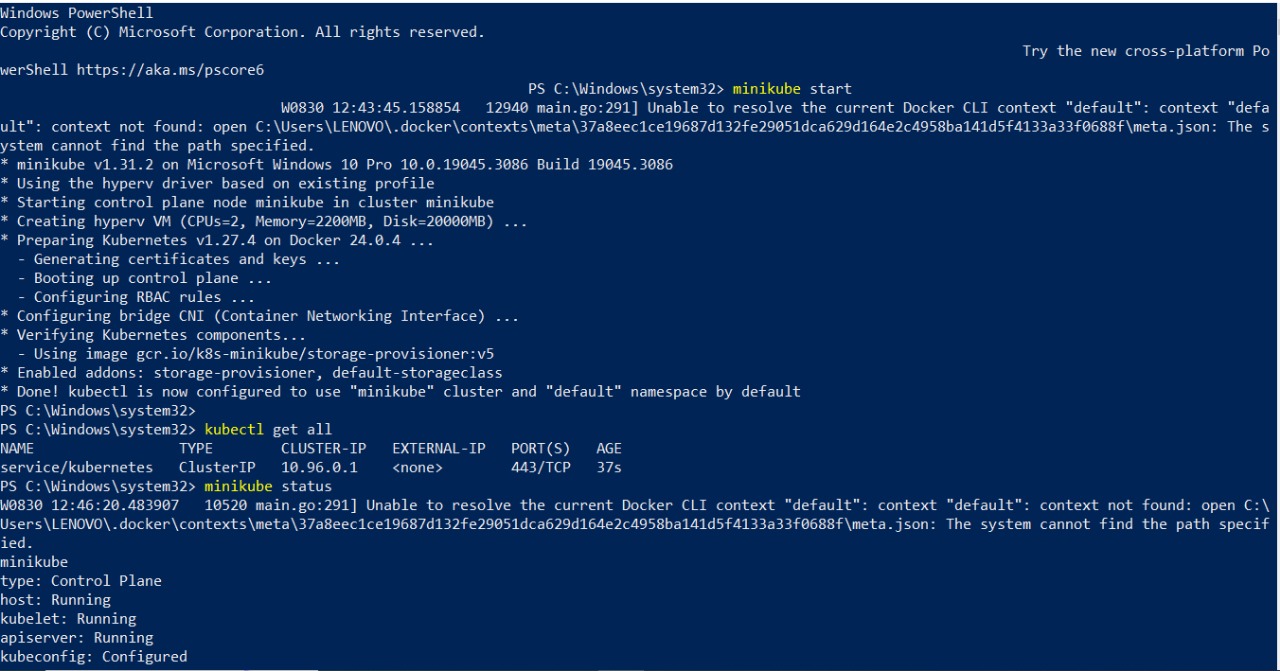 Windows PowerShell
Copyright (C) Microsoft Corporation. All rights reserved.
Try the new cross-platform Po
werShell https://aka.ms/pscore6
PS C:\Windows\system32> minikube start
W0830 12:43:45.158854   12940 main.go:291] Unable to resolve the current Docker CLI context "default": context "defa
ult": context not found: open C:\Users\LENOVO\.docker\contexts\meta\37a8eec1ce19687d132fe29051dca629d164e2c4958ba141d5f4133a33f0688f\meta.json: The s
ystem cannot find the path specified.
* minikube v1.31.2 on Microsoft Windows 10 Pro 10.0.19045.3086 Build 19045.3086
* Using the hyperv driver based on existing profile
* Starting control plane node minikube in cluster minikube
* Creating hyperv VM (CPUs=2, Memory=2200MB, Disk=20000MB) ...
* Preparing Kubernetes v1.27.4 on Docker 24.0.4 ...
  - Generating certificates and keys ...
  - Booting up control plane ...
  - Configuring RBAC rules ...
* Configuring bridge CNI (Container Networking Interface) ...
* Verifying Kubernetes components...
  - Using image gcr.io/k8s-minikube/storage-provisioner:v5
* Enabled addons: storage-provisioner, default-storageclass
* Done! kubectl is now configured to use "minikube" cluster and "default" namespace by default
PS C:\Windows\system32>
PS C:\Windows\system32> kubectl get all
NAME                 TYPE        CLUSTER-IP   EXTERNAL-IP   PORT(S)   AGE
service/kubernetes   ClusterIP   10.96.0.1    <none>        443/TCP   37s
PS C:\Windows\system32> minikube status
W0830 12:46:20.483907   10520 main.go:291] Unable to resolve the current Docker CLI context "default": context "default": context not found: open C:\
Users\LENOVO\.docker\contexts\meta\37a8eec1ce19687d132fe29051dca629d164e2c4958ba141d5f4133a33f0688f\meta.json: The system cannot find the path specif
ied.
minikube
type: Control Plane
host: Running
kubelet: Running
apiserver: Running
kubeconfig: Configured